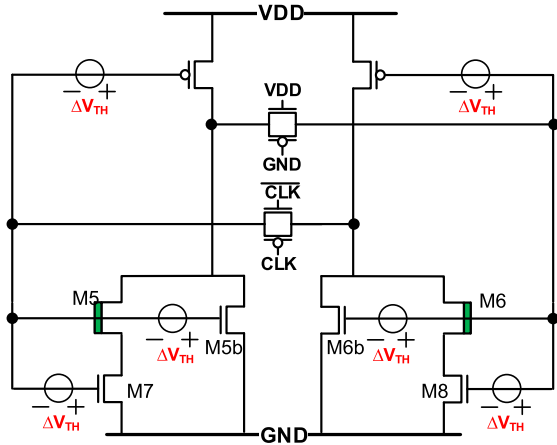 VDD
− + ΔVTH
− + ΔVTH
VDD
GND
CLK
CLK
M5
M6
− + ΔVTH
M5b
M6b
− + ΔVTH
M7
M8
− + ΔVTH
− + ΔVTH
GND